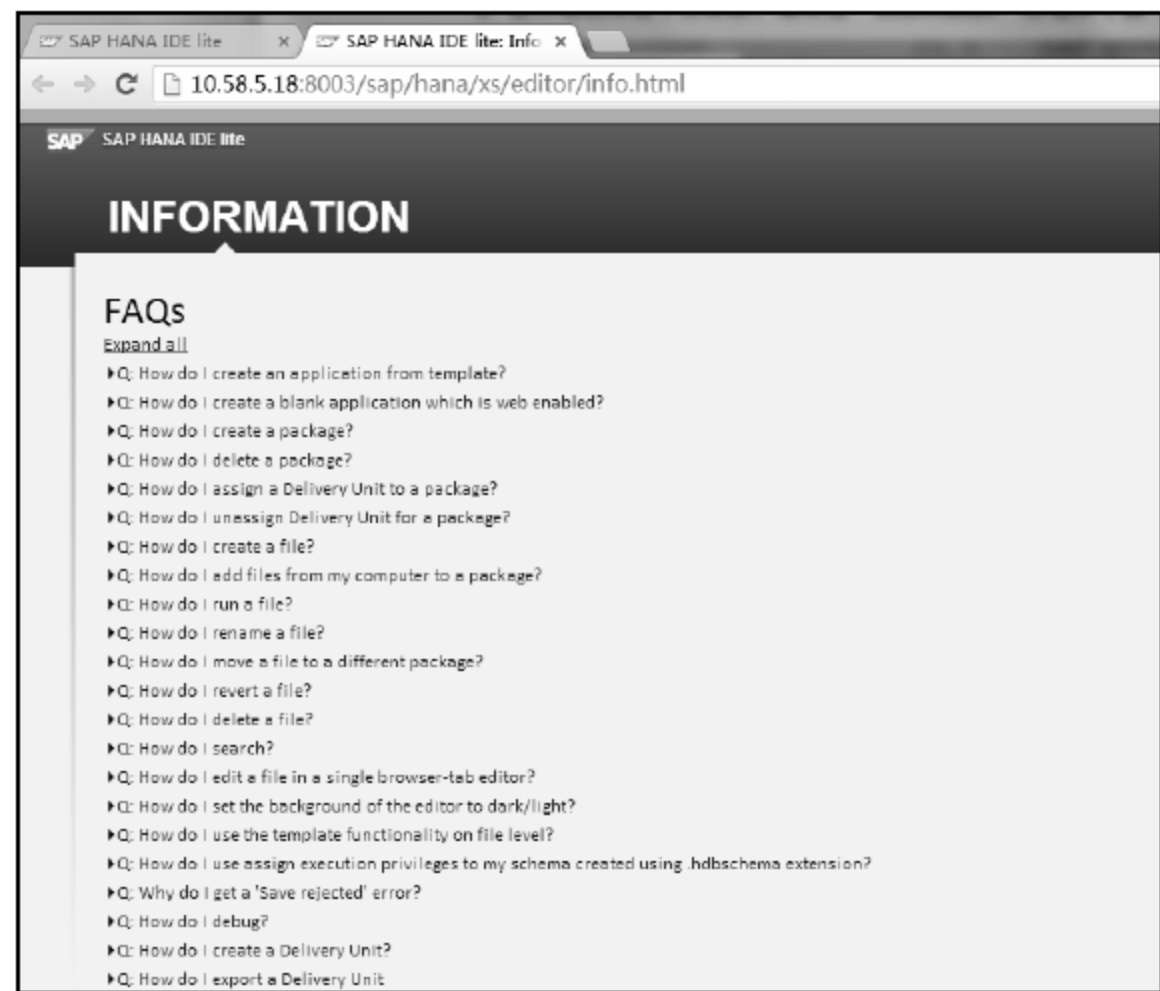 SAP HANA IDE lite × SAP HANA IDE lite: Info ×
10.58.5.18:8003/sap/hana/xs/editor/info.html
SAP SAP HANA IDE lite
INFORMATION
FAQs
Expand all
Q: How do I create an application from template?
Q: How do I create a blank application which is web enabled?
Q: How do I create a package?
Q: How do I delete a package?
Q: How do I assign a Delivery Unit to a package?
Q: How do I unassign Delivery Unit for a package?
Q: How do I create a file?
Q: How do I add files from my computer to a package?
Q: How do I run a file?
Q: How do I rename a file?
Q: How do I move a file to a different package?
Q: How do I revert a file?
Q: How do I delete a file?
Q: How do I search?
Q: How do I edit a file in a single browser-tab editor?
Q: How do I set the background of the editor to dark/light?
Q: How do I use the template functionality on file level?
Q: How do I use assign execution privileges to my schema created using .hdbschema extension?
Q: Why do I get a 'Save rejected' error?
Q: How do I debug?
Q: How do I create a Delivery Unit?
Q: How do I export a Delivery Unit